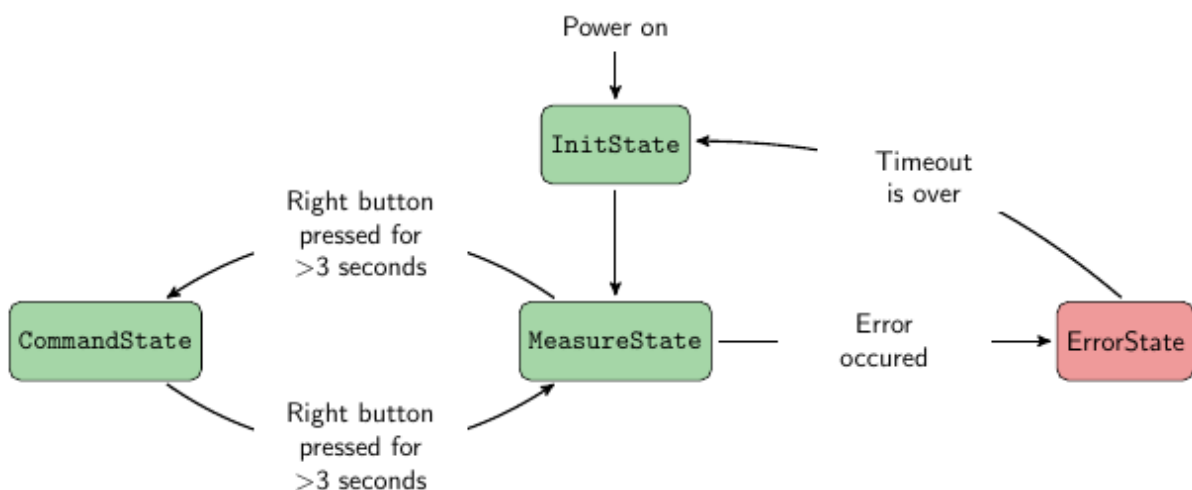 Power on
InitState
Timeout
is over
Right button
pressed for
>3 seconds
CommandState
MeasureState
Error
occured
ErrorState
Right button
pressed for
>3 seconds